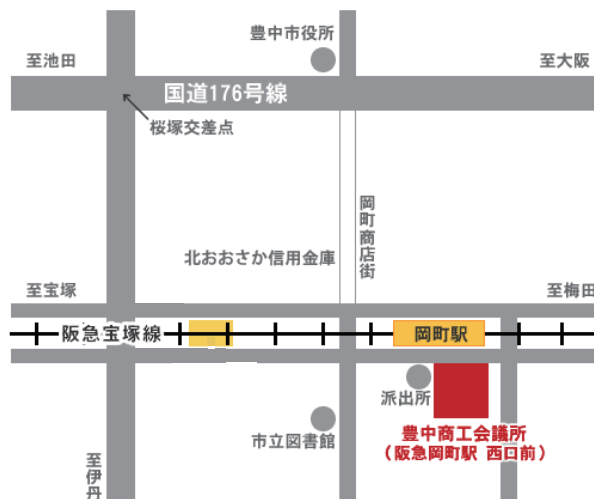 豊中市役所
至池田
至大阪
国道176号線
桜塚交差点
岡町商店街
北おおさか信用金庫
至宝塚
至梅田
阪急宝塚線
岡町駅
派出所
市立図書館
豊中商工会議所
（阪急岡町駅 西口前）
至伊丹